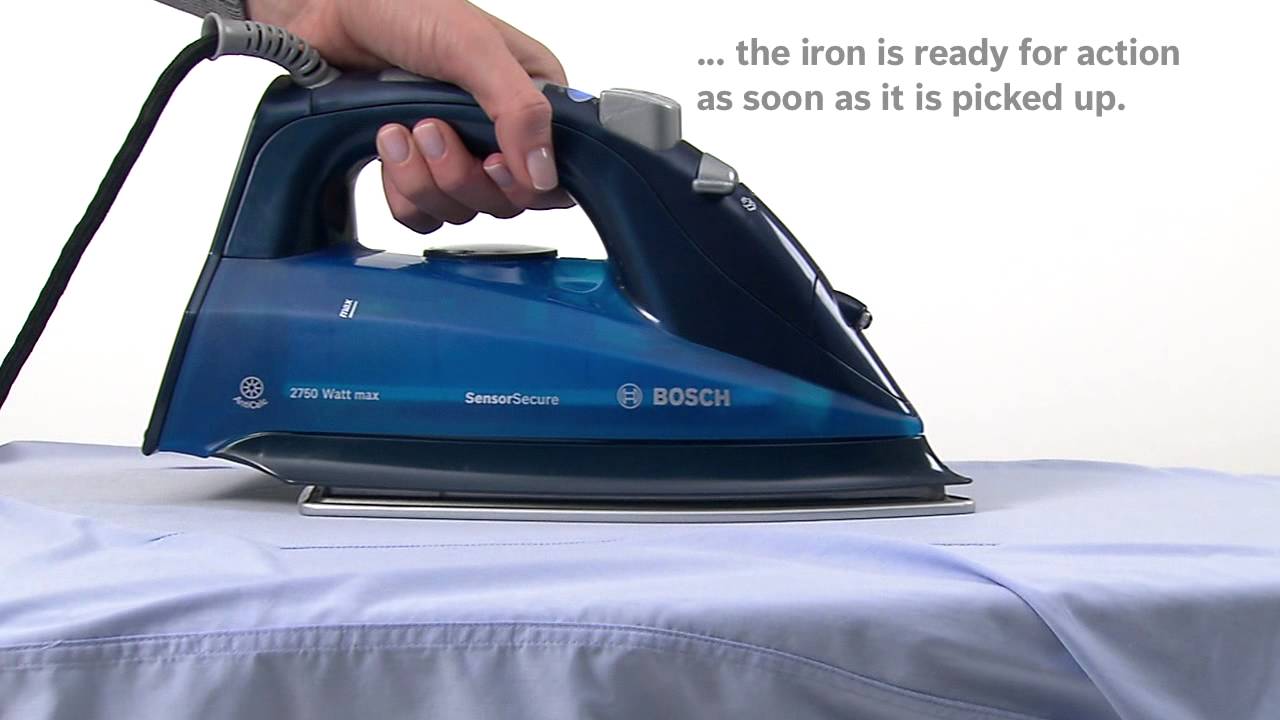 ... the iron is ready for action
as soon as it is picked up.
max
AntiCalc
2750 Watt max
SensorSecure
BOSCH